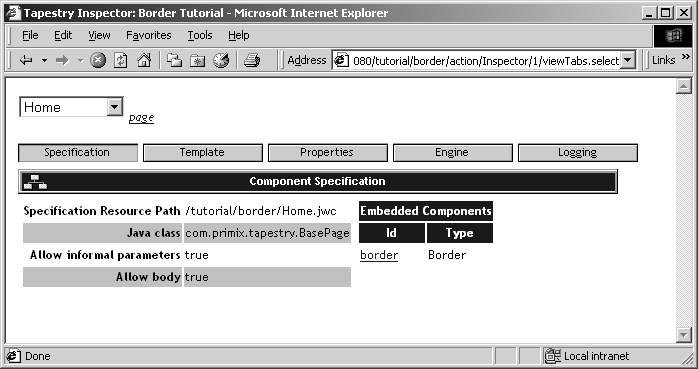 Tapestry Inspector: Border Tutorial - Microsoft Internet Explorer
File Edit View Favorites Tools Help
Address 080/tutorial/border/action/Inspector/1/viewTabs.select Links »
Home page
Specification Template Properties Engine Logging
Component Specification
Specification Resource Path /tutorial/border/Home.jwc Embedded Components
Java class com.primix.tapestry.BasePage Id Type
Allow informal parameters true border Border
Allow body true
Done Local intranet